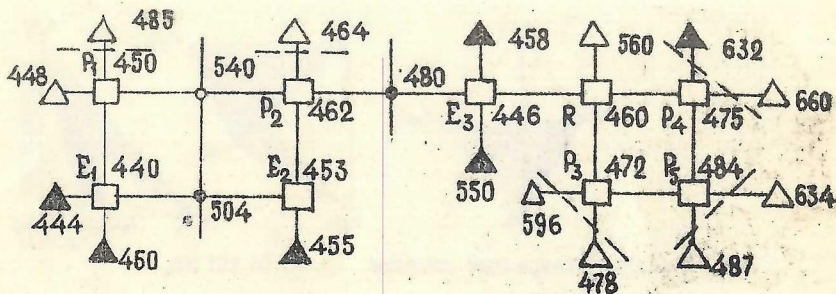 485 464 458 560 632
448 P₁ 450 540 480 660
P₂ 462 E₃ 446 R 460 P₄ 475
E₁ 440 E₂ 453 P₃ 472 P₅ 484
444 504 550 596 634
460 455 478 487